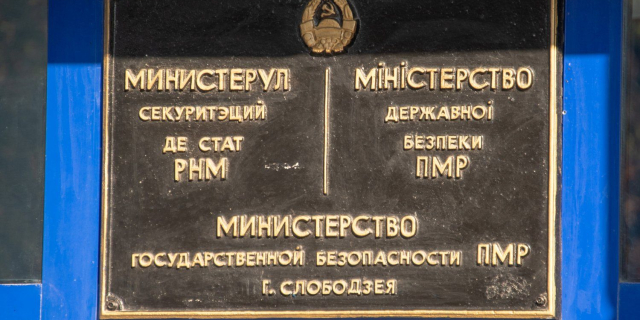 МИНИСТЕРУЛ
СЕКУРИТЭЦИЙ
ДЕ СТАТ
РНМ
МІНІСТЕРСТВО
ДЕРЖАВНОЇ
БЕЗПЕКИ
ПМР
МИНИСТЕРСТВО
ГОСУДАРСТВЕННОЙ БЕЗОПАСНОСТИ ПМР
Г. СЛОБОДЗЕЯ